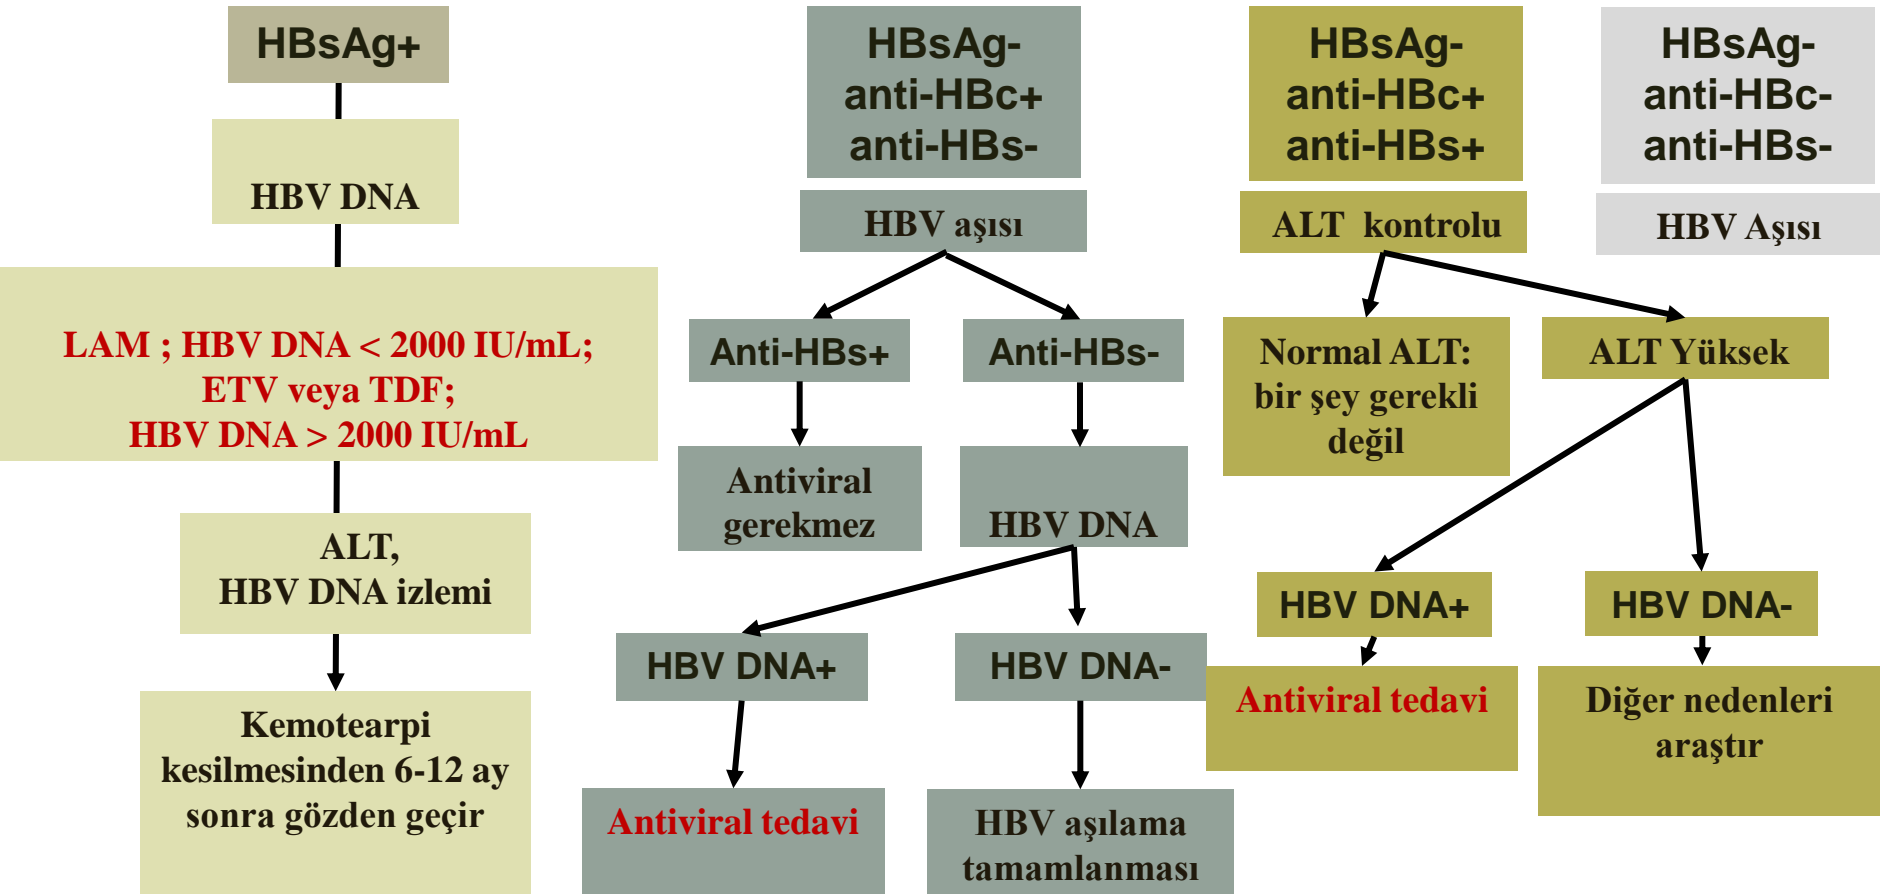 HBsAg+
HBV DNA
LAM ; HBV DNA < 2000 IU/mL;
ETV veya TDF;
HBV DNA > 2000 IU/mL
ALT,
HBV DNA izlemi
Kemotearpi
kesilmesinden 6-12 ay
sonra gözden geçir
HBsAg-
anti-HBc+
anti-HBs-
HBV aşısı
Anti-HBs+
Anti-HBs-
Antiviral
gerekmez
HBV DNA
HBV DNA+
HBV DNA-
Antiviral tedavi
HBV aşılama
tamamlanması
HBsAg-
anti-HBc+
anti-HBs+
ALT kontrolu
Normal ALT:
bir şey gerekli
değil
ALT Yüksek
HBV DNA+
HBV DNA-
Antiviral tedavi
Diğer nedenleri
araştır
HBsAg-
anti-HBc-
anti-HBs-
HBV Aşısı